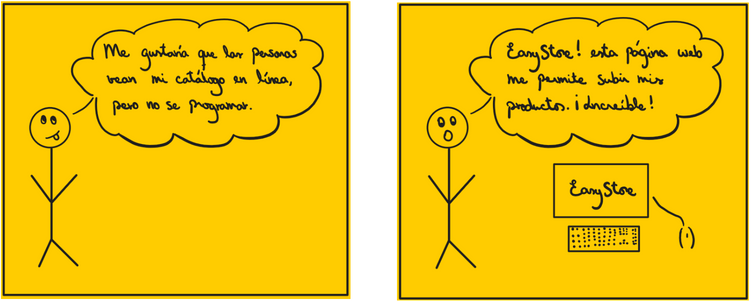 Me gustaría que las personas
vean mi catálogo en línea,
pero no se programar.
EasyStore! esta página web
me permite subir mis
productos. ¡Increíble!
EasyStore